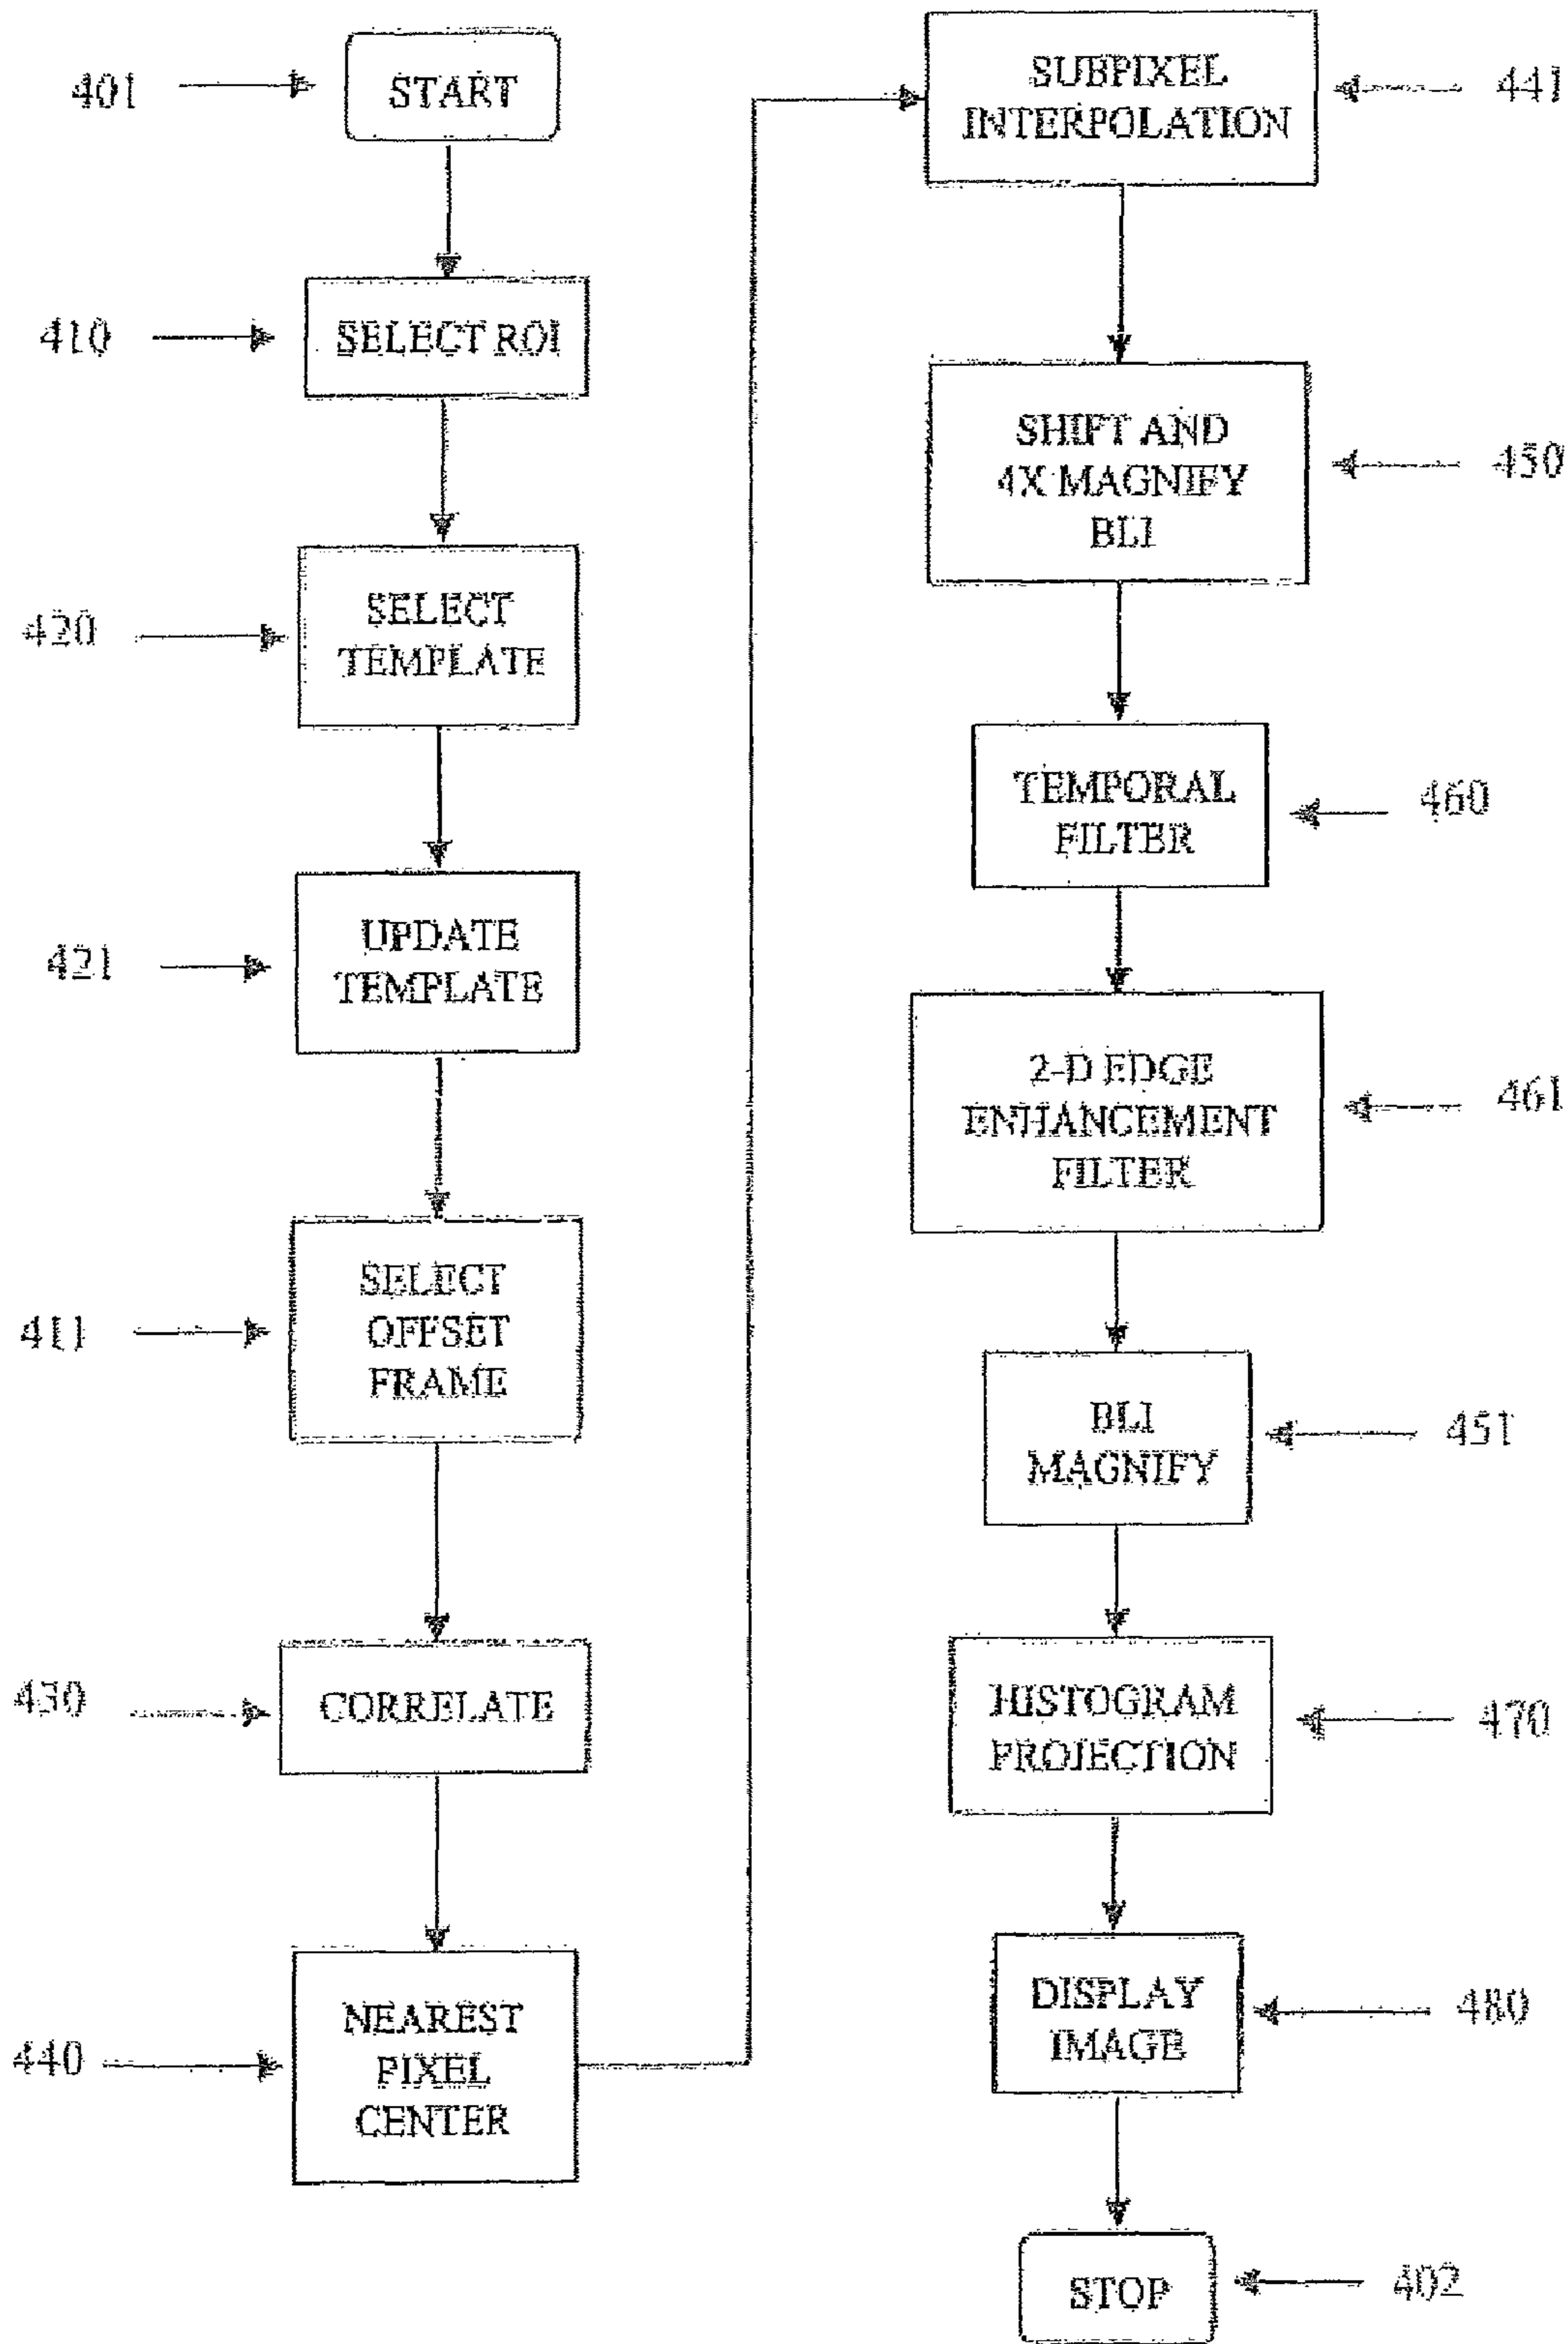 401
START
410
SELECT ROI
420
SELECT
TEMPLATE
421
UPDATE
TEMPLATE
411
SELECT
OFFSET
FRAME
430
CORRELATE
440
NEAREST
PIXEL
CENTER
SUBPIXEL
INTERPOLATION
441
SHIFT AND
4X MAGNIFY
BLI
450
TEMPORAL
FILTER
460
2-D EDGE
ENHANCEMENT
FILTER
461
BLI
MAGNIFY
451
HISTOGRAM
PROJECTION
470
DISPLAY
IMAGE
480
STOP
402